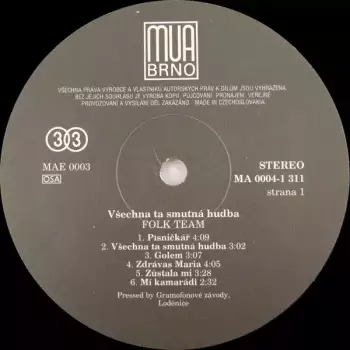 MUA
BRNO
VŠECHNA PRÁVA VÝROBCE A VLASTNÍKU AUTORSKÝCH PRÁV K DÍLŮM JSOU VYHRAZENA
BEZ JEJICH SOUHLASU JE VÝROBA KOPIÍ, PŮJČOVÁNÍ, PRONÁJEM, VEŘEJNÉ
PROVOZOVÁNÍ A VYSÍLÁNÍ DĚL ZAKÁZÁNO. MADE IN CZECHOSLOVAKIA.
33
MAE 0003
OSA
STEREO
MA 0004-1 311
strana 1
Všechna ta smutná hudba
FOLK TEAM
1. Písničkář 4:09
2. Všechna ta smutná hudba 3:02
3. Golem 3:07
4. Zdrávas Maria 4:05
5. Zůstala mi 3:28
6. Mí kamarádi 2:32
Pressed by Gramofonové závody,
Loděnice